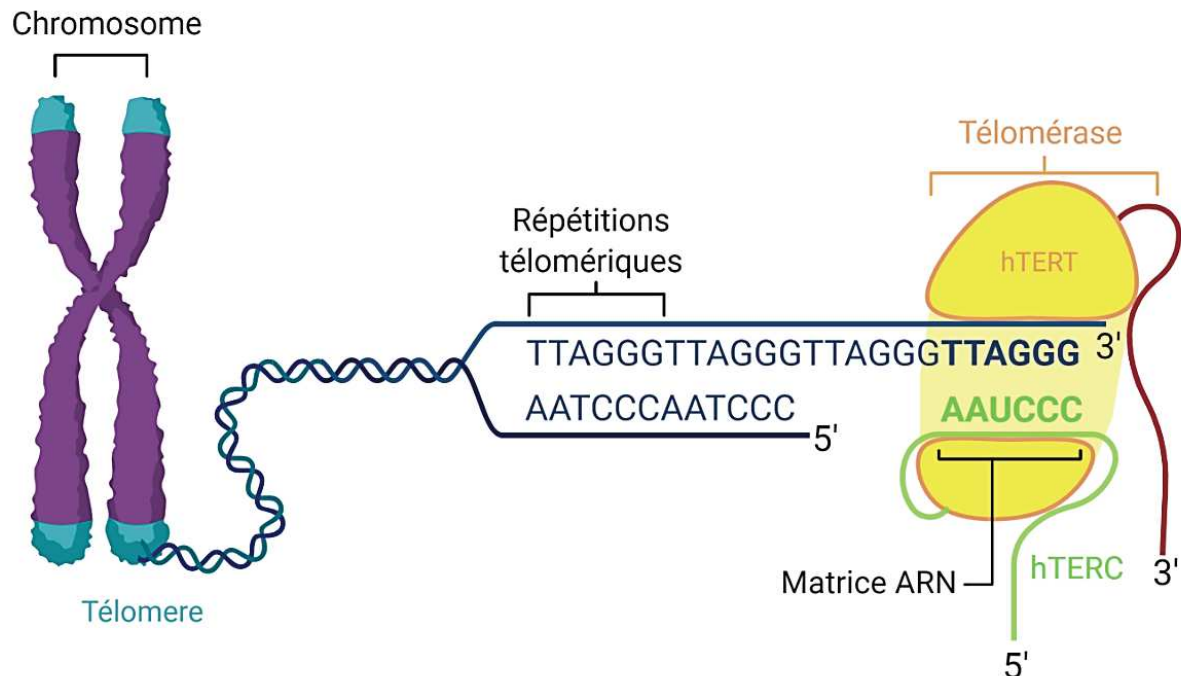 Chromosome
Télomérase
Répétitions
télomériques
hTERT
TTAGGGTTAGGGTTAGGGTTAGGG 3'
AATCCCAATCCC
AAUCCC
5'
Matrice ARN
hTERC
3'
Télomere
5'